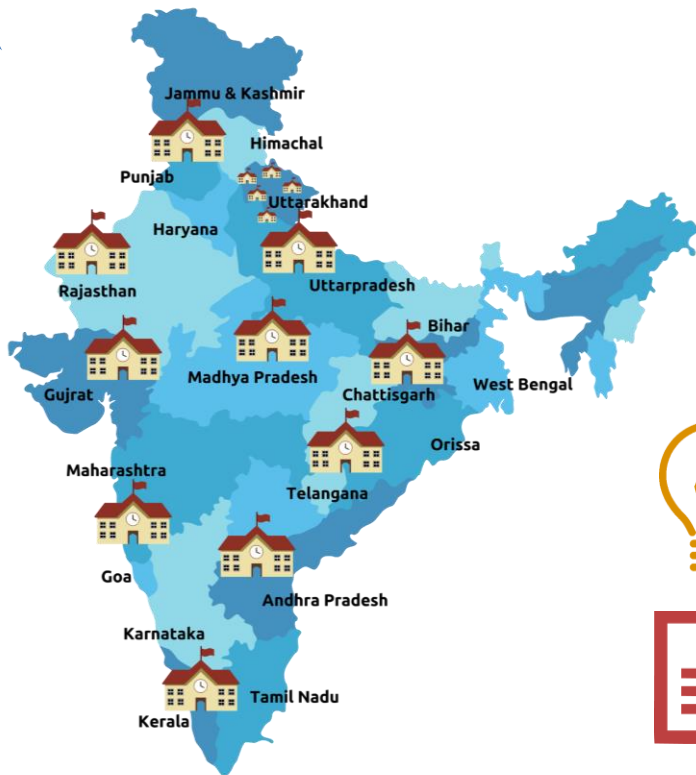 Jammu & Kashmir
Himachal
Punjab
Uttarakhand
Haryana
Rajasthan
Uttarpradesh
Bihar
Madhya Pradesh
West Bengal
Gujrat
Chattisgarh
Orissa
Maharashtra
Telangana
Goa
Andhra Pradesh
Karnataka
Tamil Nadu
Kerala